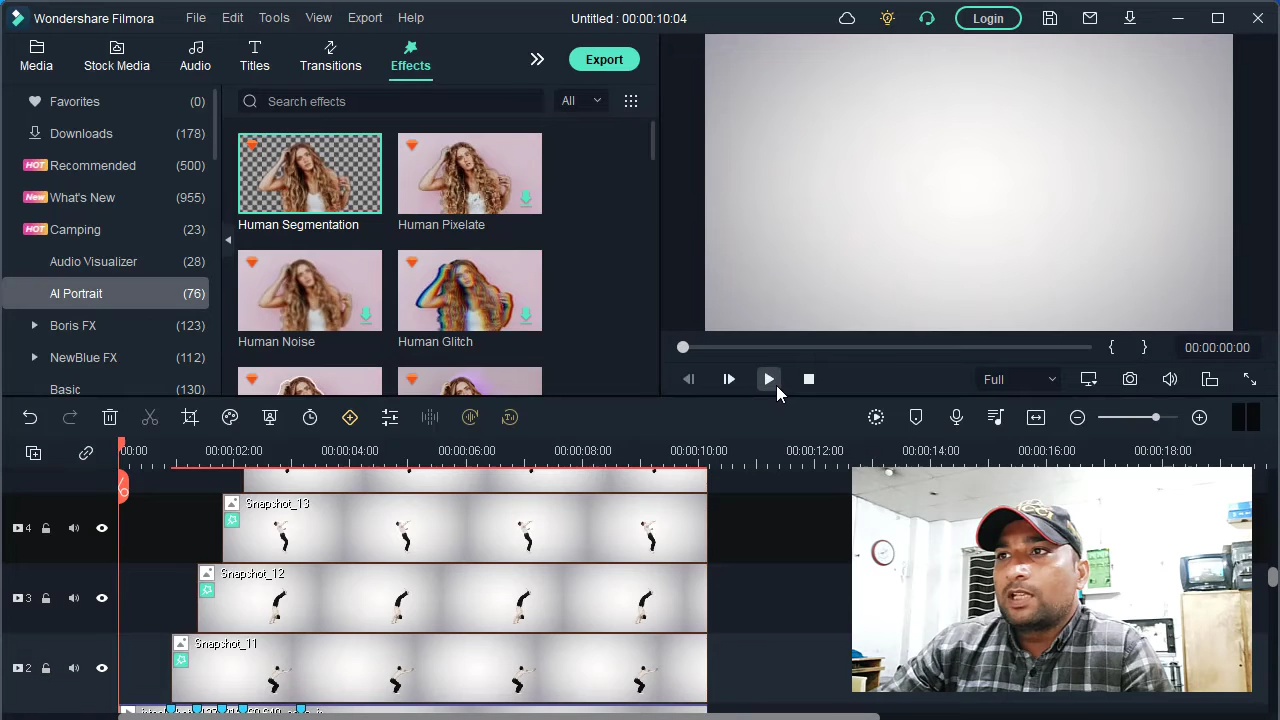 Wondershare Filmora File Edit Tools View Export Help Untitled : 00:00:10:04 Login
Media Stock Media Audio Titles Transitions Effects Export
Favorites (0) Search effects All
Downloads (178)
HOT Recommended (500)
New What's New (955)
HOT Camping (23)
Human Segmentation Human Pixelate
Audio Visualizer (28)
AI Portrait (76)
Boris FX (123)
Human Noise Human Glitch
{ } 00:00:00:00
NewBlue FX (112)
Basic (130)
Full
00:00 00:00:02:00 00:00:04:00 00:00:06:00 00:00:08:00 00:00:10:00 00:00:12:00 00:00:14:00 00:00:16:00 00:00:18:00
Snapshot_13
4
Snapshot_12
3
Snapshot_11
2